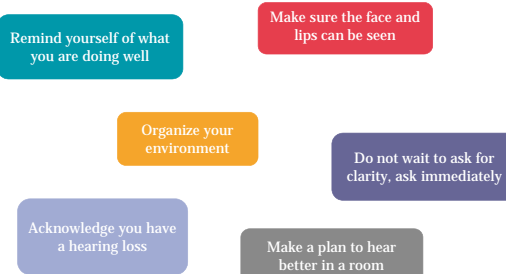 Make sure the face and
lips can be seen
Remind yourself of what
you are doing well
Organize your
environment
Do not wait to ask for
clarity, ask immediately
Acknowledge you have
a hearing loss
Make a plan to hear
better in a room